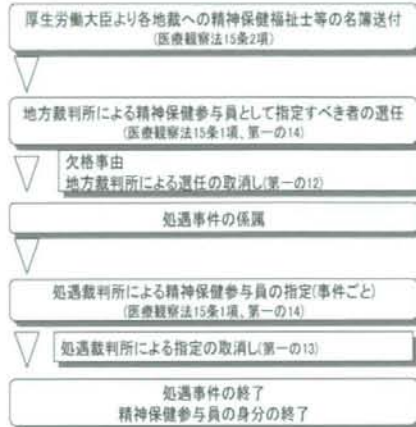 厚生労働大臣より各地裁への精神保健福祉士等の名簿送付
(医療観察法15条2項)
地方裁判所による精神保健参与員として指定すべき者の選任
(医療観察法15条1項、第一の14)
欠格事由
地方裁判所による選任の取消し(第一の12)
処遇事件の係属
処遇裁判所による精神保健参与員の指定(事件ごと)
(医療観察法15条1項、第一の14)
処遇裁判所による指定の取消し(第一の13)
処遇事件の終了
精神保健参与員の身分の終了